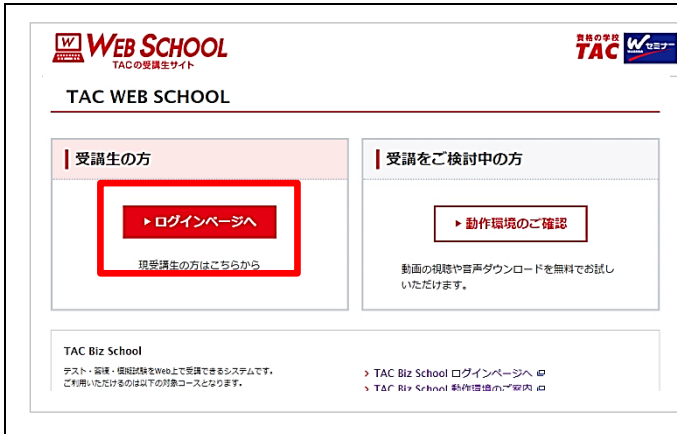 WEB SCHOOL
TACの受講生サイト
資格の学校
TAC Wセミナー
TAC WEB SCHOOL
受講生の方
ログインページへ
現受講生の方はこちらから
受講をご検討中の方
動作環境のご確認
動画の視聴や音声ダウンロードを無料でお試し
いただけます。
TAC Biz School
テスト・答練・模擬試験をWeb上で受講できるシステムです。
ご利用いただけるのは以下の対象コースとなります。
TAC Biz School ログインページへ
TAC Biz School 動作環境のご案内